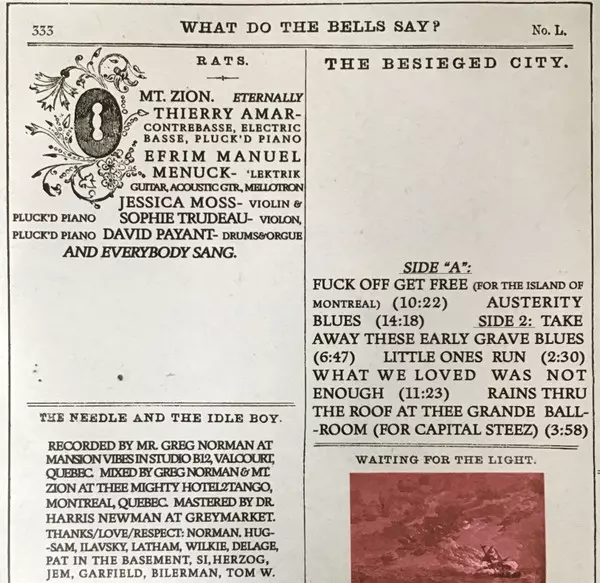 333
WHAT DO THE BELLS SAY?
No. L.
RATS.
MT. ZION. ETERNALLY
THIERRY AMAR-
CONTREBASSE, ELECTRIC
BASSE, PLUCK'D PIANO
EFRIM MANUEL
MENUCK- 'LEKTRIK
GUITAR, ACOUSTIC GTR, MELLOTRON
JESSICA MOSS- VIOLIN &
PLUCK'D PIANO SOPHIE TRUDEAU- VIOLON,
PLUCK'D PIANO DAVID PAYANT- DRUMS&ORGUE
AND EVERYBODY SANG.
THE NEEDLE AND THE IDLE BOY.
RECORDED BY MR. GREG NORMAN AT
MANSION VIBES IN STUDIO B12, VALCOURT,
QUEBEC. MIXED BY GREG NORMAN & MT.
ZION AT THEE MIGHTY HOTEL2TANGO,
MONTREAL, QUEBEC. MASTERED BY DR.
HARRIS NEWMAN AT GREYMARKET.
THANKS/LOVE/RESPECT: NORMAN, HUG-
-SAM, ILAVSKY, LATHAM, WILKIE, DELAGE,
PAT IN THE BASEMENT, SI, HERZOG,
JEM, GARFIELD, BILERMAN, TOM W.
THE BESIEGED CITY.
SIDE "A":
FUCK OFF GET FREE (FOR THE ISLAND OF
MONTREAL) (10:22) AUSTERITY
BLUES (14:18) SIDE 2: TAKE
AWAY THESE EARLY GRAVE BLUES
(6:47) LITTLE ONES RUN (2:30)
WHAT WE LOVED WAS NOT
ENOUGH (11:23) RAINS THRU
THE ROOF AT THEE GRANDE BALL-
-ROOM (FOR CAPITAL STEEZ) (3:58)
WAITING FOR THE LIGHT.